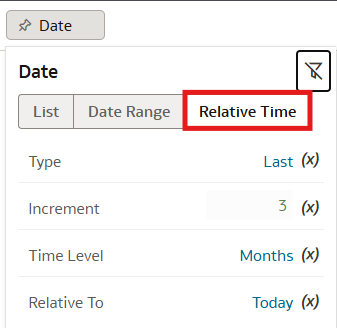 Date
Date
List Date Range Relative Time
Type Last (x)
Increment 3 (x)
Time Level Months (x)
Relative To Today (x)